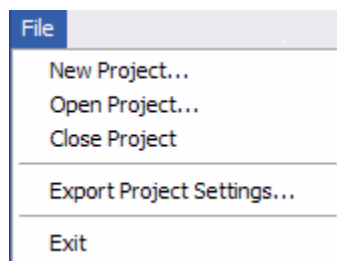 File
New Project...
Open Project...
Close Project
Export Project Settings...
Exit